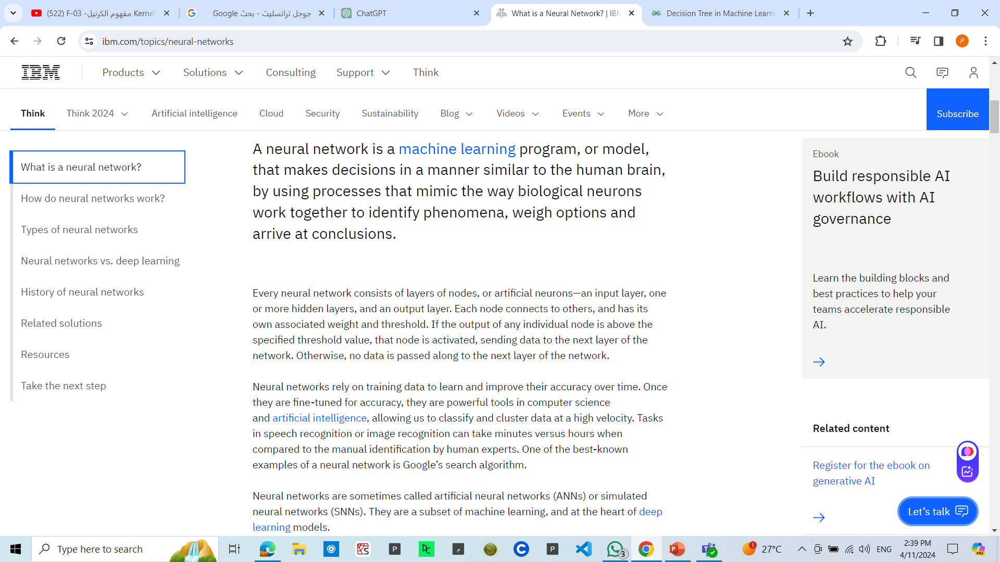 (522) F-03 -مفهوم الكرنيل Kernel
Google جوجل ترانسليت - بحث
ChatGPT
What is a Neural Network? | IBM
Decision Tree in Machine Learni
ibm.com/topics/neural-networks
IBM
Products
Solutions
Consulting
Support
Think
Think
Think 2024
Artificial intelligence
Cloud
Security
Sustainability
Blog
Videos
Events
More
Subscribe
What is a neural network?
How do neural networks work?
Types of neural networks
Neural networks vs. deep learning
History of neural networks
Related solutions
Resources
Take the next step
A neural network is a machine learning program, or model,
that makes decisions in a manner similar to the human brain,
by using processes that mimic the way biological neurons
work together to identify phenomena, weigh options and
arrive at conclusions.
Every neural network consists of layers of nodes, or artificial neurons—an input layer, one
or more hidden layers, and an output layer. Each node connects to others, and has its
own associated weight and threshold. If the output of any individual node is above the
specified threshold value, that node is activated, sending data to the next layer of the
network. Otherwise, no data is passed along to the next layer of the network.
Neural networks rely on training data to learn and improve their accuracy over time. Once
they are fine-tuned for accuracy, they are powerful tools in computer science
and artificial intelligence, allowing us to classify and cluster data at a high velocity. Tasks
in speech recognition or image recognition can take minutes versus hours when
compared to the manual identification by human experts. One of the best-known
examples of a neural network is Google’s search algorithm.
Neural networks are sometimes called artificial neural networks (ANNs) or simulated
neural networks (SNNs). They are a subset of machine learning, and at the heart of deep
learning models.
Ebook
Build responsible AI
workflows with AI
governance
Learn the building blocks and
best practices to help your
teams accelerate responsible
AI.
Related content
Register for the ebook on
generative AI
Let’s talk
Type here to search
3
1
27°C
ENG
2:39 PM
4/11/2024
PRE